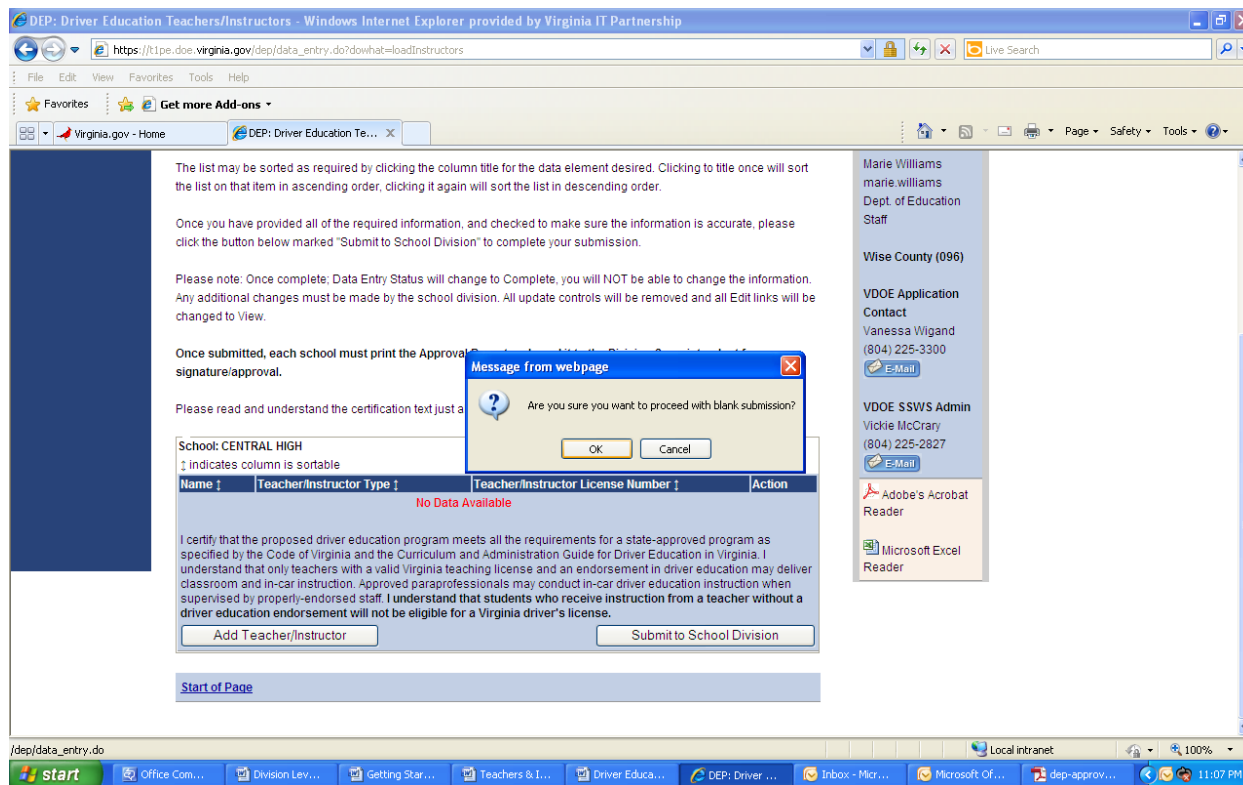 DEP: Driver Education Teachers/Instructors - Windows Internet Explorer provided by Virginia IT Partnership
https://t1pe.doe.virginia.gov/dep/data_entry.do?dowhat=loadInstructors
Live Search
File Edit View Favorites Tools Help
Favorites Get more Add-ons
Virginia.gov - Home DEP: Driver Education Te... X Page Safety Tools
The list may be sorted as required by clicking the column title for the data element desired. Clicking to title once will sort
the list on that item in ascending order, clicking it again will sort the list in descending order.
Once you have provided all of the required information, and checked to make sure the information is accurate, please
click the button below marked "Submit to School Division" to complete your submission.
Please note: Once complete; Data Entry Status will change to Complete, you will NOT be able to change the information.
Any additional changes must be made by the school division. All update controls will be removed and all Edit links will be
changed to View.
Once submitted, each school must print the Approval
signature/approval.
Please read and understand the certification text just a
Message from webpage
Are you sure you want to proceed with blank submission?
OK Cancel
School: CENTRAL HIGH
↕ indicates column is sortable
Name ↕ Teacher/Instructor Type ↕ Teacher/Instructor License Number ↕ Action
No Data Available
I certify that the proposed driver education program meets all the requirements for a state-approved program as
specified by the Code of Virginia and the Curriculum and Administration Guide for Driver Education in Virginia. I
understand that only teachers with a valid Virginia teaching license and an endorsement in driver education may deliver
classroom and in-car instruction. Approved paraprofessionals may conduct in-car driver education instruction when
supervised by properly-endorsed staff. I understand that students who receive instruction from a teacher without a
driver education endorsement will not be eligible for a Virginia driver's license.
Add Teacher/Instructor Submit to School Division
Start of Page
Marie Williams
marie.williams
Dept. of Education
Staff
Wise County (096)
VDOE Application
Contact
Vanessa Wigand
(804) 225-3300
E-Mail
VDOE SSWS Admin
Vickie McCrary
(804) 225-2827
E-Mail
Adobe's Acrobat
Reader
Microsoft Excel
Reader
/dep/data_entry.do Local intranet 100%
start Office Com... Division Lev... Getting Star... Teachers & I... Driver Educa... DEP: Driver ... Inbox - Micr... Microsoft Of... dep-approv... 11:07 PM